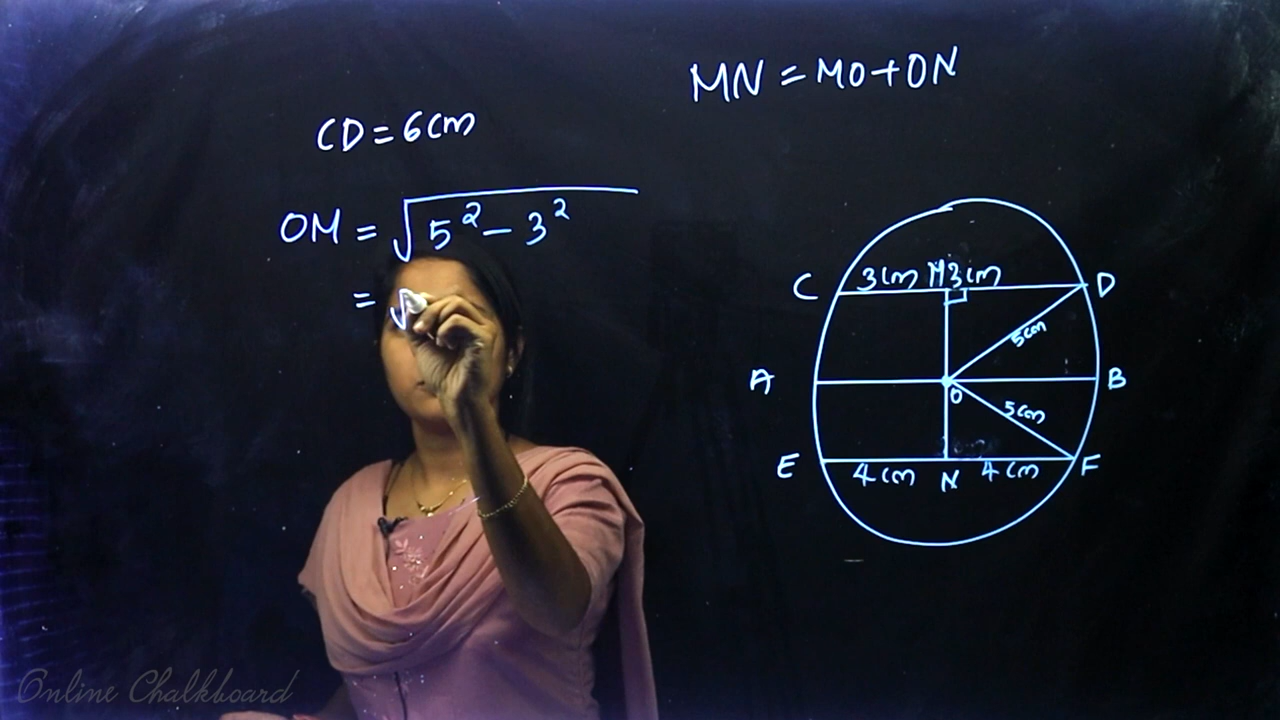 MN = MO + ON
CD = 6cm
OM = √5² - 3²
= √
C 3cm M 3cm D
5cm
A O B
5cm
E 4cm N 4cm F
Online Chalkboard